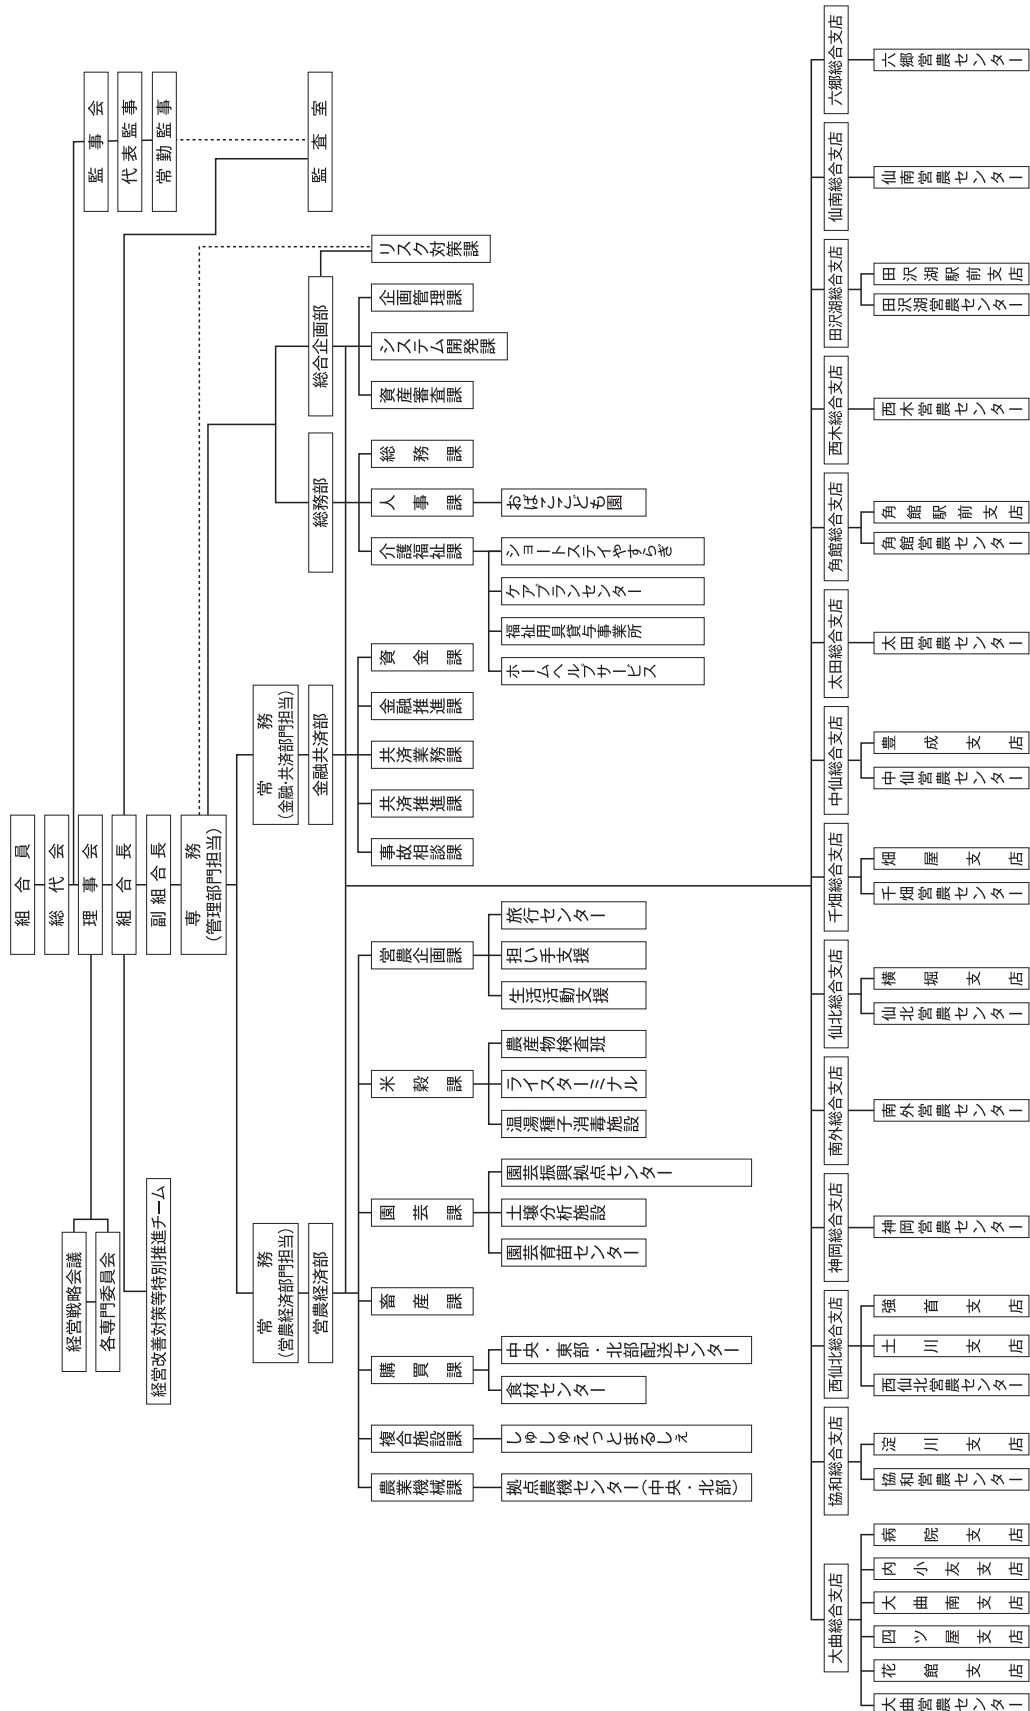 組合員
総代会
理事会
組合長
副組合長
専務
(管理部門担当)
監事会
代表監事
常勤監事
監査室
経営戦略会議
各専門委員会
経営改善対策等特別推進チーム
常務
(営農経済部門担当)
営農経済部
常務
(金融・共済部門担当)
金融共済部
総務部
総合企画部
農業機械課
複合施設課
購買課
畜産課
園芸課
米穀課
営農企画課
事故相談課
共済推進課
共済業務課
金融推進課
資金課
介護福祉課
人事課
総務課
資産審査課
システム開発課
企画管理課
リスク対策課
拠点農機センター(中央・北部)
しゅしゅえっとまるしぇ
食材センター
中央・東部・北部配送センター
園芸育苗センター
土壌分析施設
園芸振興拠点センター
温湯種子消毒施設
ライスターミナル
農産物検査班
生活活動支援
担い手支援
旅行センター
ホームヘルプサービス
福祉用具貸与事業所
ケアプランセンター
ショートステイやすらぎ
おばここども園
大曲総合支店
協和総合支店
西仙北総合支店
神岡総合支店
南外総合支店
仙北総合支店
千畑総合支店
中仙総合支店
太田総合支店
角館総合支店
西木総合支店
田沢湖総合支店
仙南総合支店
六郷総合支店
大曲営農センター
花館支店
四ツ屋支店
大曲南支店
内小友支店
病院支店
協和営農センター
淀川支店
西仙北営農センター
土川支店
強首支店
神岡営農センター
南外営農センター
仙北営農センター
横堀支店
千畑営農センター
畑屋支店
中仙営農センター
豊成支店
太田営農センター
角館営農センター
角館駅前支店
西木営農センター
田沢湖営農センター
田沢湖駅前支店
仙南営農センター
六郷営農センター